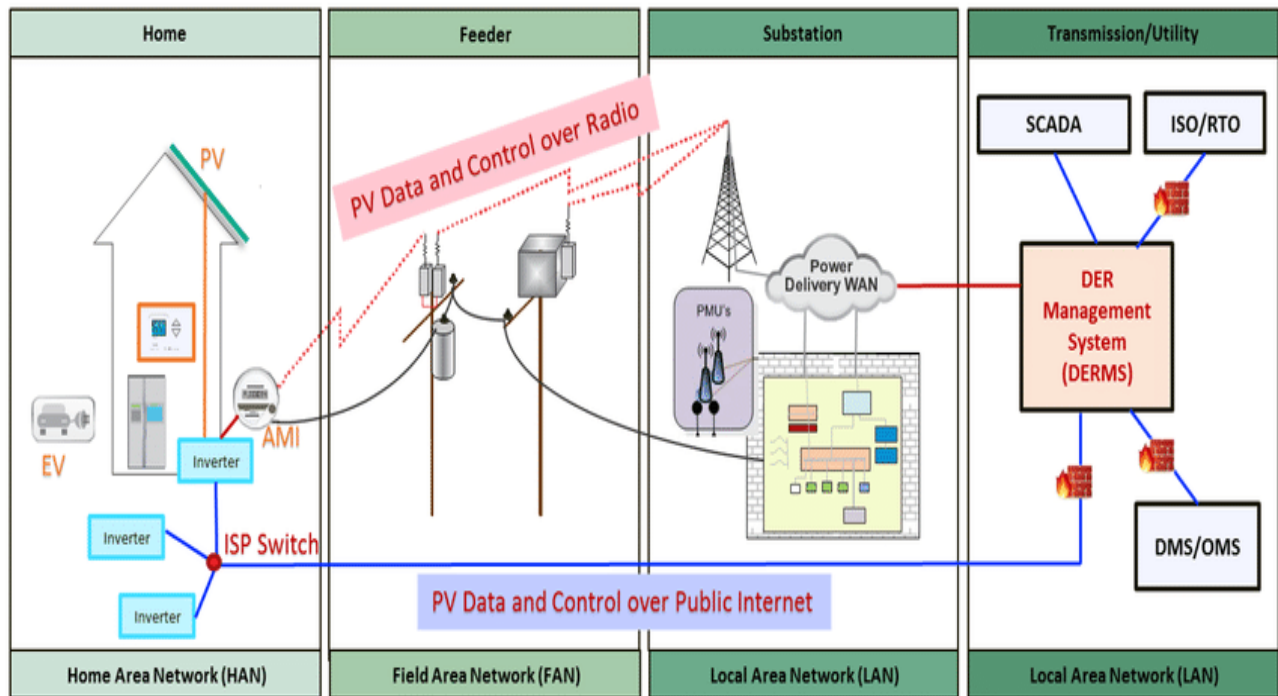 Home
Feeder
Substation
Transmission/Utility
PV
EV
AMI
Inverter
Inverter
Inverter
ISP Switch
PV Data and Control over Radio
PV Data and Control over Public Internet
PMU's
Power
Delivery WAN
SCADA
ISO/RTO
DER
Management
System
(DERMS)
DMS/OMS
Home Area Network (HAN)
Field Area Network (FAN)
Local Area Network (LAN)
Local Area Network (LAN)